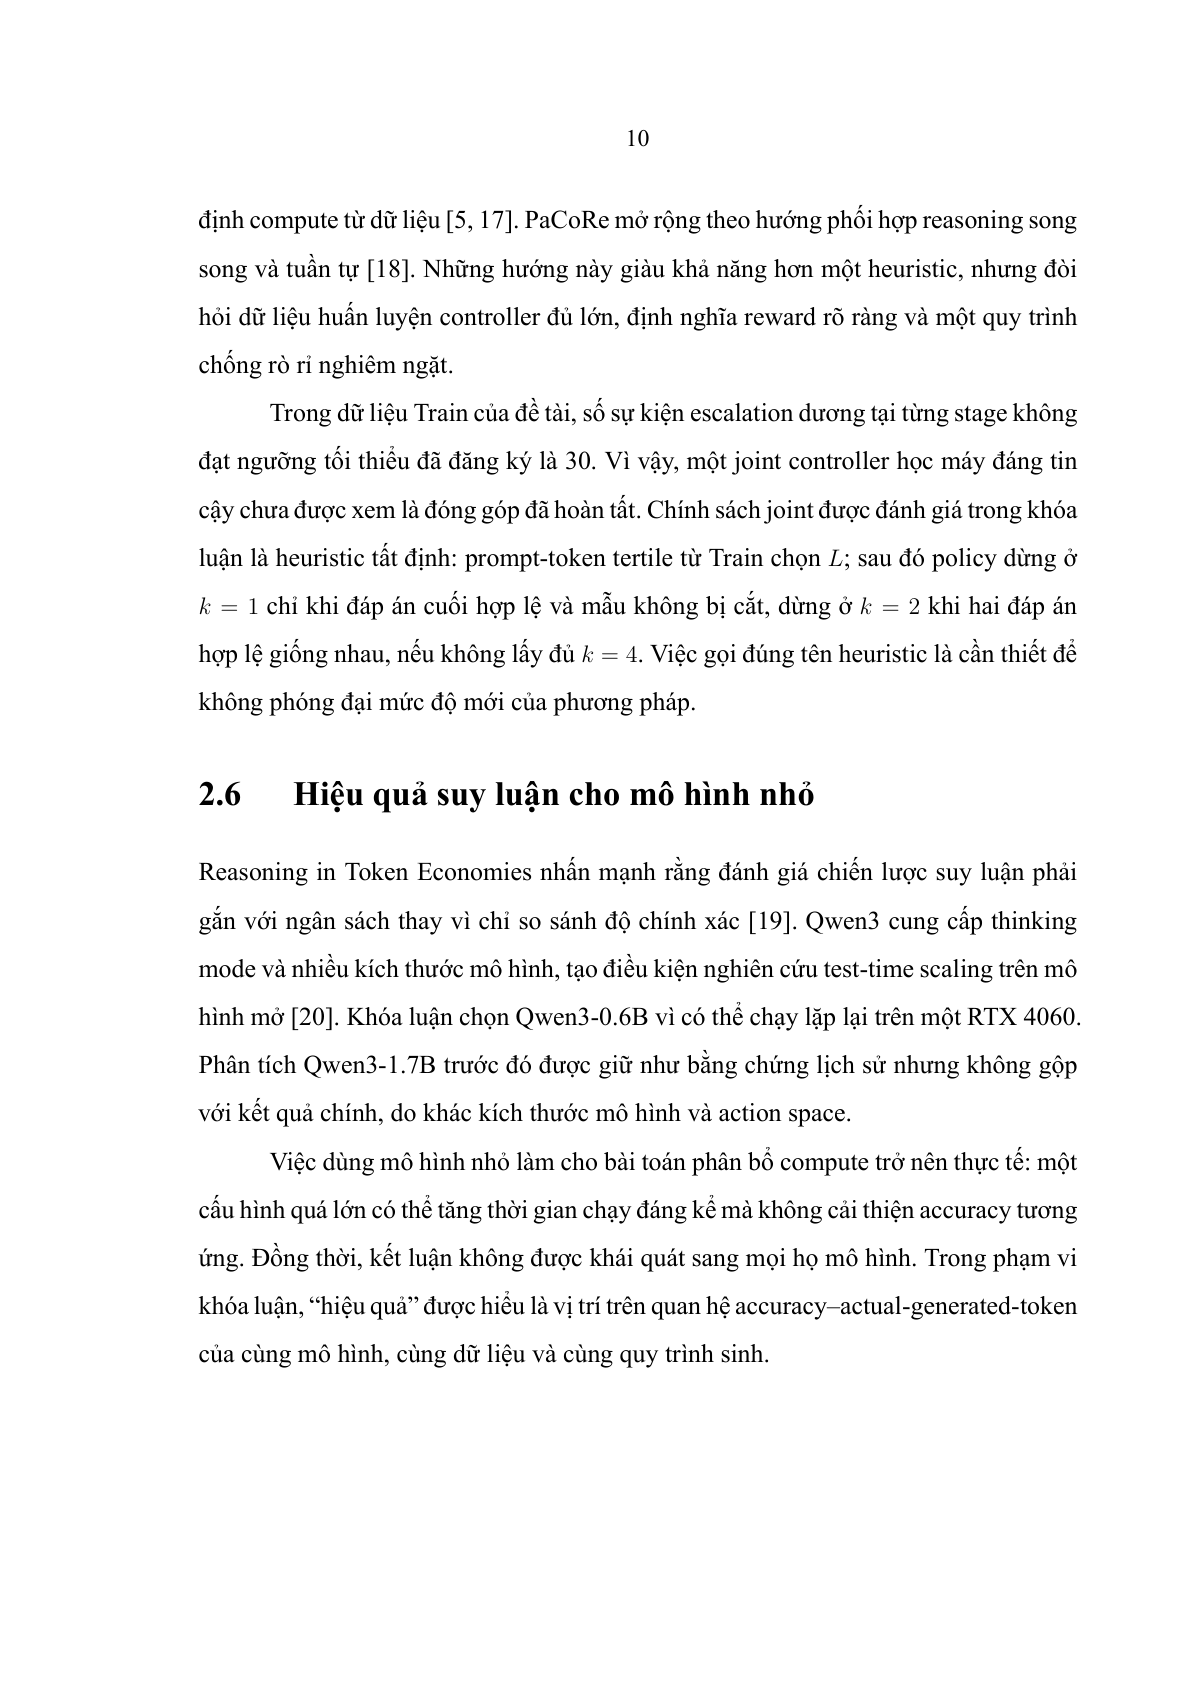 10
định compute từ dữ liệu [5, 17]. PaCoRe mở rộng theo hướng phối hợp reasoning song
song và tuần tự [18]. Những hướng này giàu khả năng hơn một heuristic, nhưng đòi
hỏi dữ liệu huấn luyện controller đủ lớn, định nghĩa reward rõ ràng và một quy trình
chống rò rỉ nghiêm ngặt.
Trong dữ liệu Train của đề tài, số sự kiện escalation dương tại từng stage không
đạt ngưỡng tối thiểu đã đăng ký là 30. Vì vậy, một joint controller học máy đáng tin
cậy chưa được xem là đóng góp đã hoàn tất. Chính sách joint được đánh giá trong khóa
luận là heuristic tất định: prompt-token tertile từ Train chọn L; sau đó policy dừng ở
k = 1 chỉ khi đáp án cuối hợp lệ và mẫu không bị cắt, dừng ở k = 2 khi hai đáp án
hợp lệ giống nhau, nếu không lấy đủ k = 4. Việc gọi đúng tên heuristic là cần thiết để
không phóng đại mức độ mới của phương pháp.
2.6 Hiệu quả suy luận cho mô hình nhỏ
Reasoning in Token Economies nhấn mạnh rằng đánh giá chiến lược suy luận phải
gắn với ngân sách thay vì chỉ so sánh độ chính xác [19]. Qwen3 cung cấp thinking
mode và nhiều kích thước mô hình, tạo điều kiện nghiên cứu test-time scaling trên mô
hình mở [20]. Khóa luận chọn Qwen3-0.6B vì có thể chạy lặp lại trên một RTX 4060.
Phân tích Qwen3-1.7B trước đó được giữ như bằng chứng lịch sử nhưng không gộp
với kết quả chính, do khác kích thước mô hình và action space.
Việc dùng mô hình nhỏ làm cho bài toán phân bổ compute trở nên thực tế: một
cấu hình quá lớn có thể tăng thời gian chạy đáng kể mà không cải thiện accuracy tương
ứng. Đồng thời, kết luận không được khái quát sang mọi họ mô hình. Trong phạm vi
khóa luận, “hiệu quả” được hiểu là vị trí trên quan hệ accuracy–actual-generated-token
của cùng mô hình, cùng dữ liệu và cùng quy trình sinh.